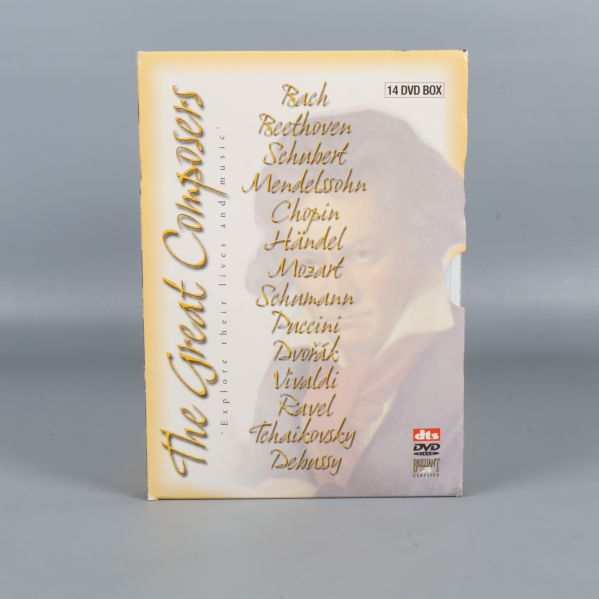 The Great Composers
'Explore their lives and music'
14 DVD BOX
Bach
Beethoven
Schubert
Mendelssohn
Chopin
Händel
Mozart
Schumann
Puccini
Dvořák
Vivaldi
Ravel
Tchaikovsky
Debussy
dts
DVD
VIDEO
BRILLIANT
CLASSICS